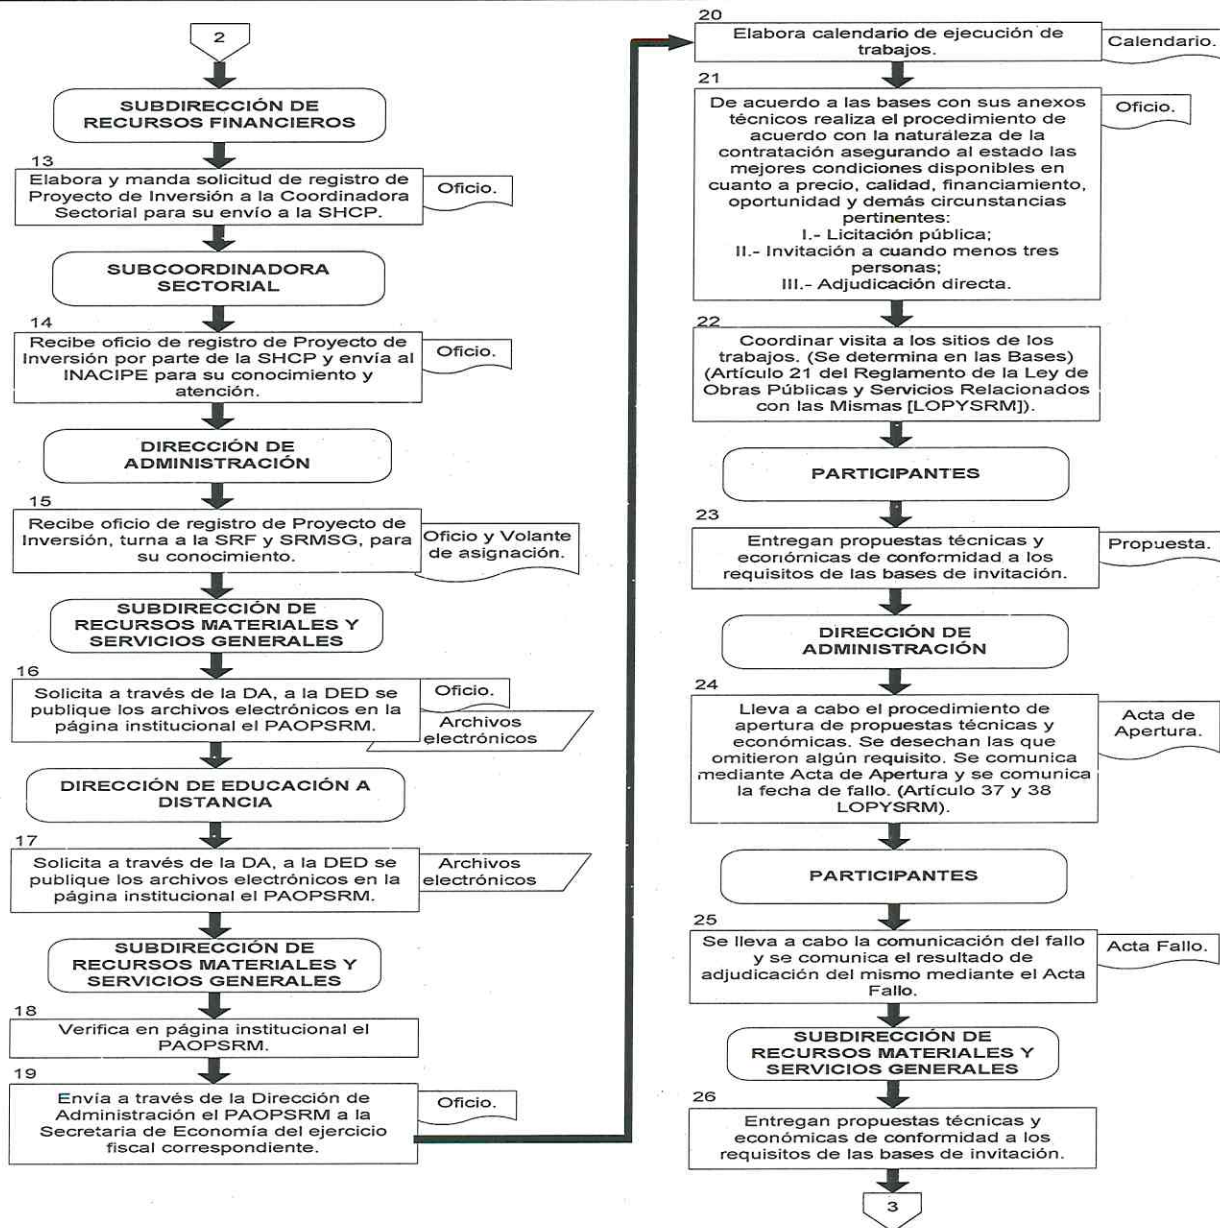 2
SUBDIRECCIÓN DE
RECURSOS FINANCIEROS
13
Elabora y manda solicitud de registro de
Proyecto de Inversión a la Coordinadora
Sectorial para su envío a la SHCP.
Oficio.
SUBCOORDINADORA
SECTORIAL
14
Recibe oficio de registro de Proyecto de
Inversión por parte de la SHCP y envía al
INACIPE para su conocimiento y
atención.
Oficio.
DIRECCIÓN DE
ADMINISTRACIÓN
15
Recibe oficio de registro de Proyecto de
Inversión, turna a la SRF y SRMSG, para
su conocimiento.
Oficio y Volante
de asignación.
SUBDIRECCIÓN DE
RECURSOS MATERIALES Y
SERVICIOS GENERALES
16
Solicita a través de la DA, a la DED se
publique los archivos electrónicos en la
página institucional el PAOPSRM.
Oficio.
Archivos
electrónicos
DIRECCIÓN DE EDUCACIÓN A
DISTANCIA
17
Solicita a través de la DA, a la DED se
publique los archivos electrónicos en la
página institucional el PAOPSRM.
Archivos
electrónicos
SUBDIRECCIÓN DE
RECURSOS MATERIALES Y
SERVICIOS GENERALES
18
Verifica en página institucional el
PAOPSRM.
19
Envía a través de la Dirección de
Administración el PAOPSRM a la
Secretaria de Economía del ejercicio
fiscal correspondiente.
Oficio.
20
Elabora calendario de ejecución de
trabajos.
Calendario.
21
De acuerdo a las bases con sus anexos
técnicos realiza el procedimiento de
acuerdo con la naturaleza de la
contratación asegurando al estado las
mejores condiciones disponibles en
cuanto a precio, calidad, financiamiento,
oportunidad y demás circunstancias
pertinentes:
I.- Licitación pública;
II.- Invitación a cuando menos tres
personas;
III.- Adjudicación directa.
Oficio.
22
Coordinar visita a los sitios de los
trabajos. (Se determina en las Bases)
(Artículo 21 del Reglamento de la Ley de
Obras Públicas y Servicios Relacionados
con las Mismas [LOPYSRM]).
PARTICIPANTES
23
Entregan propuestas técnicas y
económicas de conformidad a los
requisitos de las bases de invitación.
Propuesta.
DIRECCIÓN DE
ADMINISTRACIÓN
24
Lleva a cabo el procedimiento de
apertura de propuestas técnicas y
económicas. Se desechan las que
omitieron algún requisito. Se comunica
mediante Acta de Apertura y se comunica
la fecha de fallo. (Artículo 37 y 38
LOPYSRM).
Acta de
Apertura.
PARTICIPANTES
25
Se lleva a cabo la comunicación del fallo
y se comunica el resultado de
adjudicación del mismo mediante el Acta
Fallo.
Acta Fallo.
SUBDIRECCIÓN DE
RECURSOS MATERIALES Y
SERVICIOS GENERALES
26
Entregan propuestas técnicas y
económicas de conformidad a los
requisitos de las bases de invitación.
3